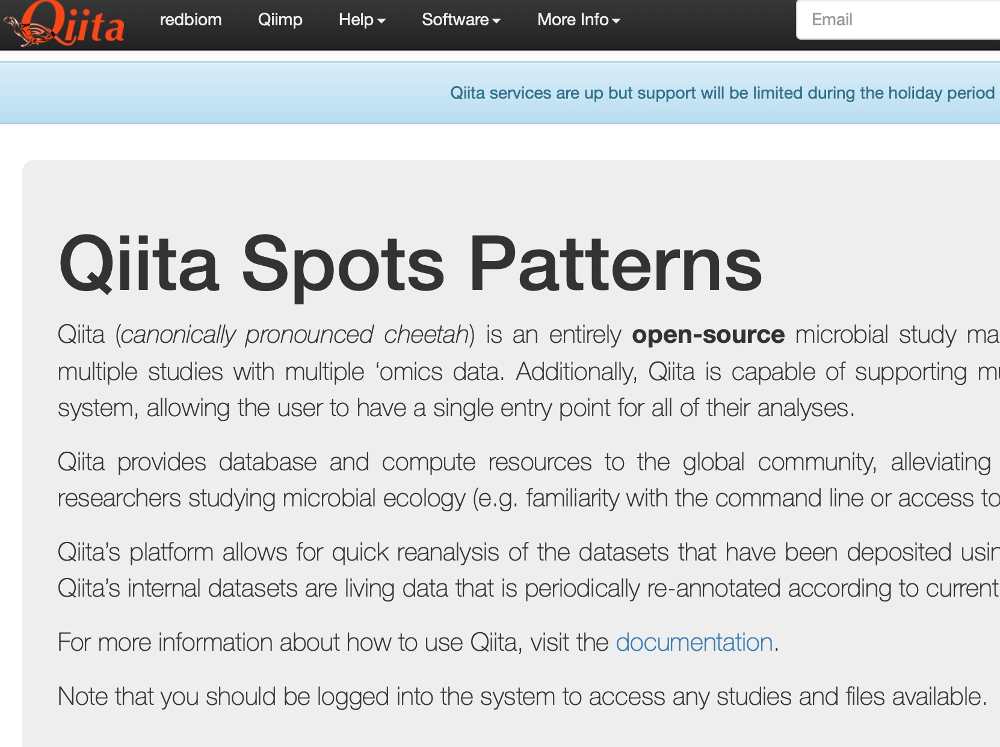 Qiita redbiom Qiimp Help Software More Info Email
Qiita services are up but support will be limited during the holiday period
Qiita Spots Patterns
Qiita (canonically pronounced cheetah) is an entirely open-source microbial study
multiple studies with multiple ‘omics data. Additionally, Qiita is capable of supporting
system, allowing the user to have a single entry point for all of their analyses.
Qiita provides database and compute resources to the global community, alleviating
researchers studying microbial ecology (e.g. familiarity with the command line or access to
Qiita’s platform allows for quick reanalysis of the datasets that have been deposited
Qiita’s internal datasets are living data that is periodically re-annotated according to current
For more information about how to use Qiita, visit the documentation.
Note that you should be logged into the system to access any studies and files available.